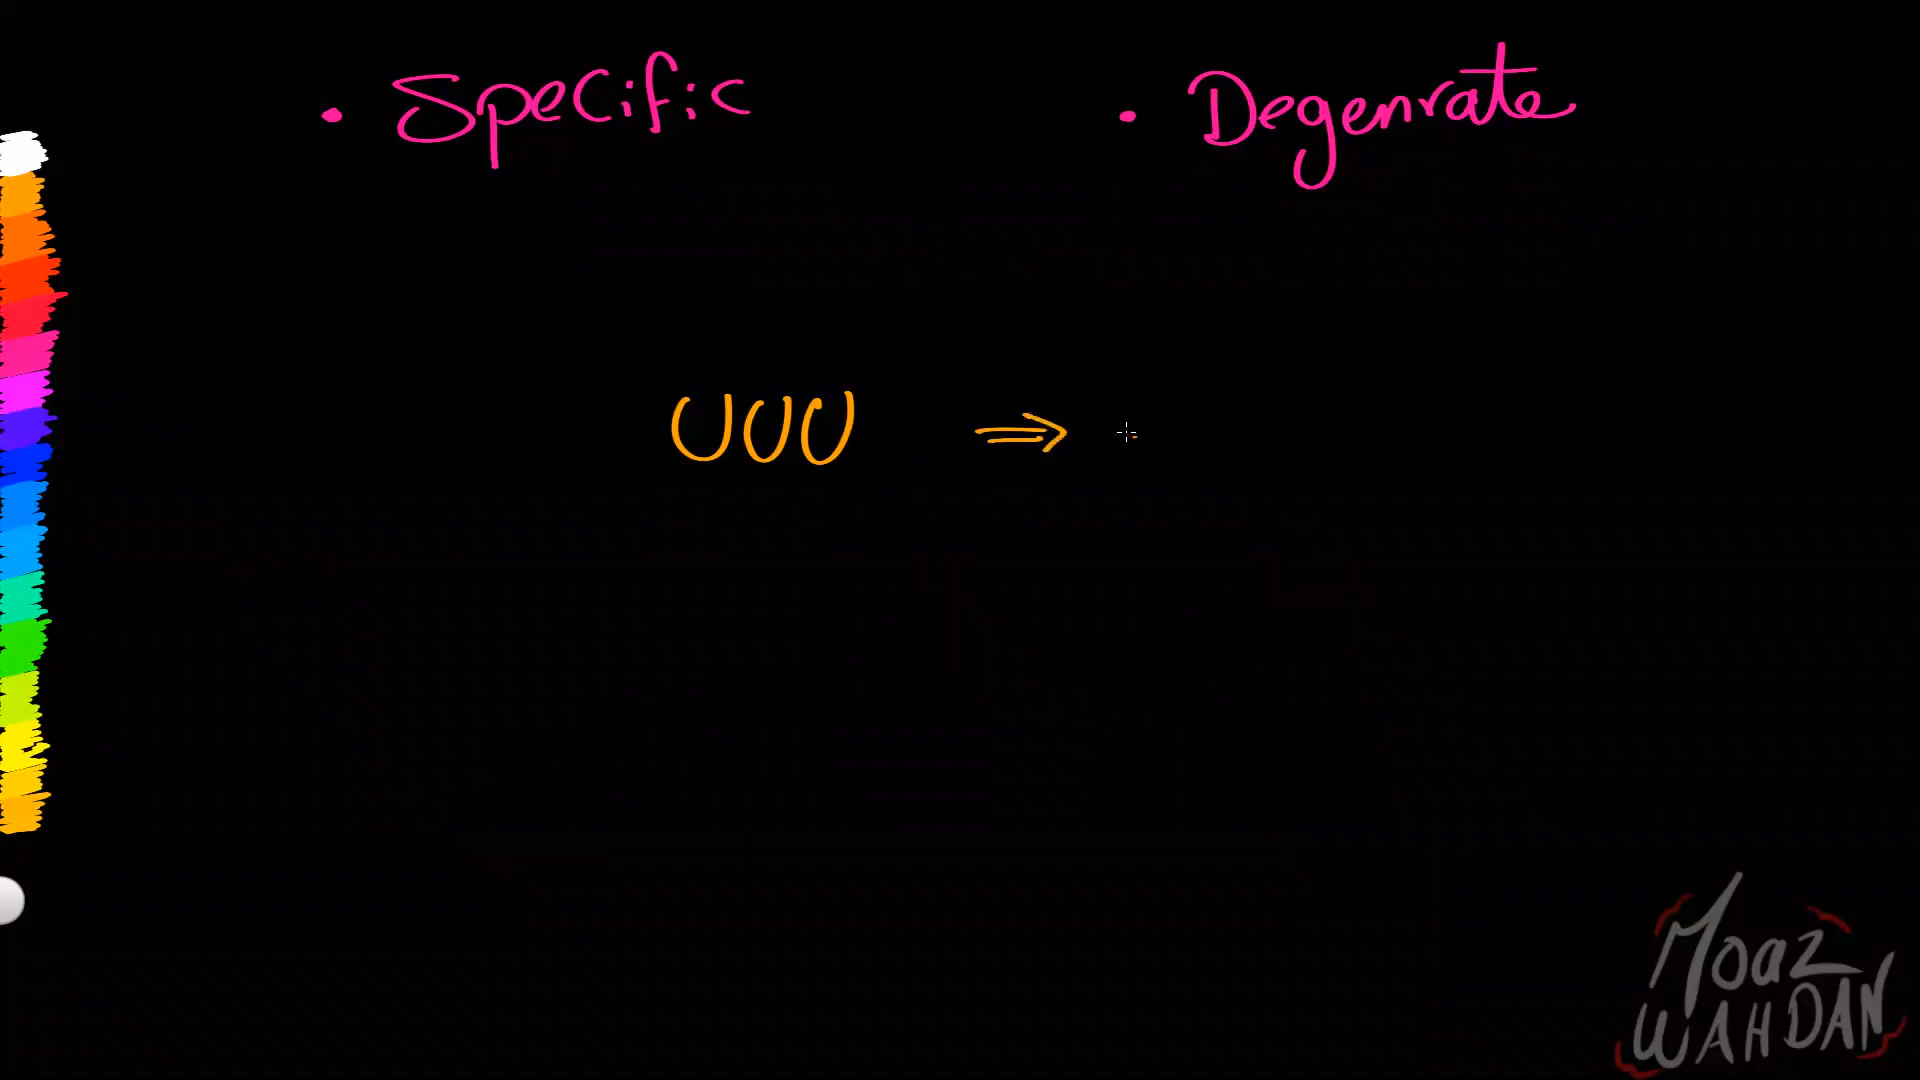 • Specific
• Degenrate
UUU ⇒
MOAZ
WAHDAN